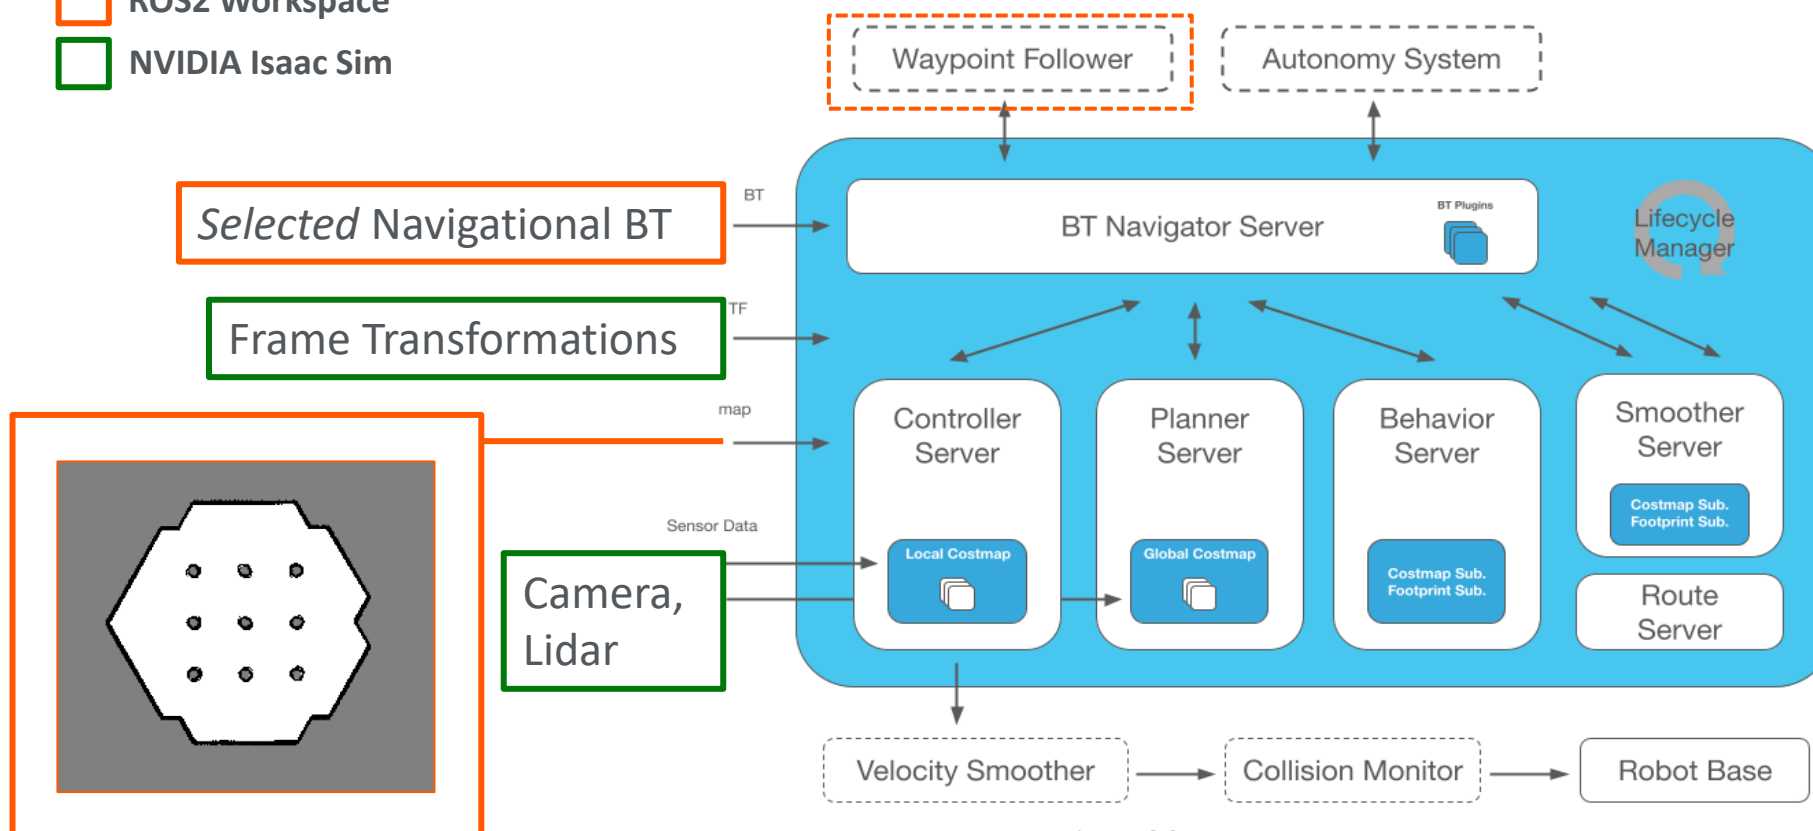 ROS2 Workspace
NVIDIA Isaac Sim
Waypoint Follower
Autonomy System
BT
Selected Navigational BT
BT Navigator Server
BT Plugins
Lifecycle
Manager
TF
Frame Transformations
map
Controller
Server
Planner
Server
Behavior
Server
Smoother
Server
Costmap Sub.
Footprint Sub.
Sensor Data
Camera,
Lidar
Local Costmap
Global Costmap
Costmap Sub.
Footprint Sub.
Route
Server
Velocity Smoother
Collision Monitor
Robot Base